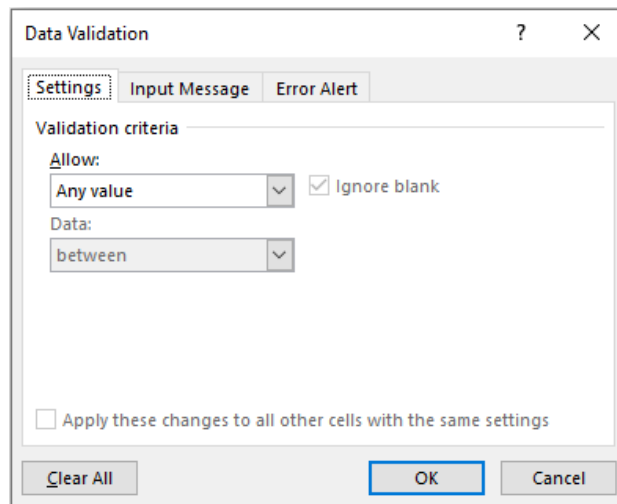 Data Validation ? ×
Settings Input Message Error Alert
Validation criteria
Allow:
Any value Ignore blank
Data:
between
Apply these changes to all other cells with the same settings
Clear All OK Cancel